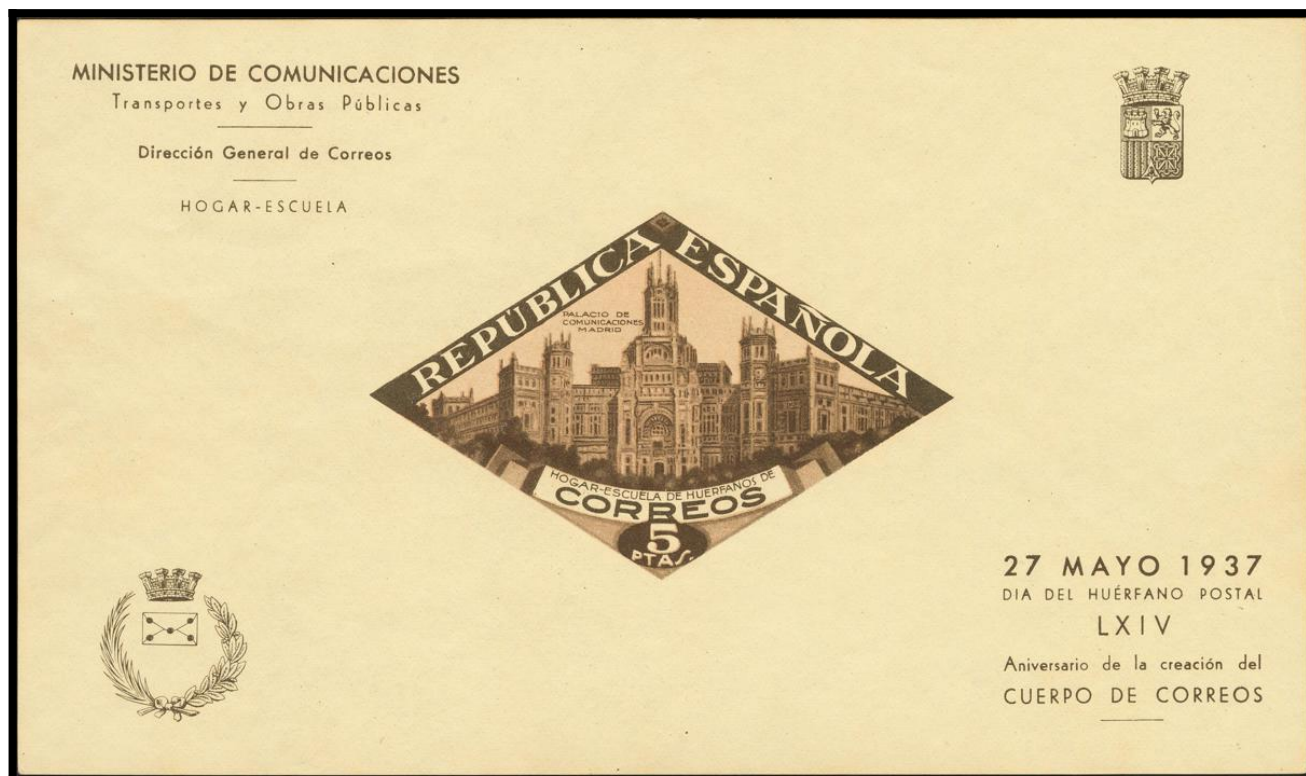 MINISTERIO DE COMUNICACIONES
Transportes y Obras Públicas
Dirección General de Correos
HOGAR-ESCUELA
REPÚBLICA ESPAÑOLA
PALACIO DE
COMUNICACIONES
MADRID
HOGAR-ESCUELA DE HUERFANOS DE
CORREOS
5
PTAS.
27 MAYO 1937
DIA DEL HUÉRFANO POSTAL
LXIV
Aniversario de la creación del
CUERPO DE CORREOS